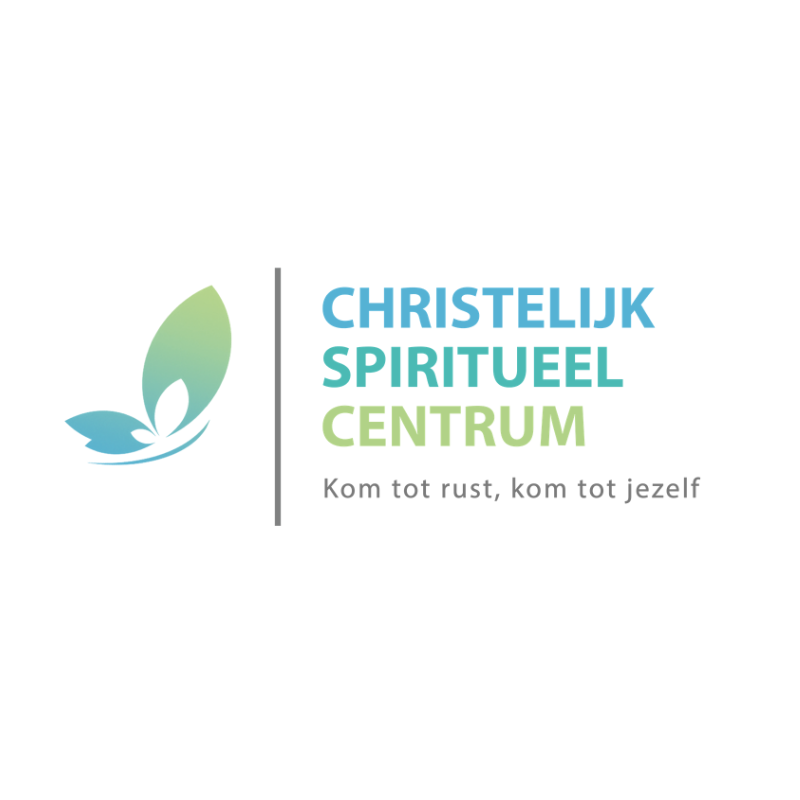 CHRISTELIJK
SPIRITUEEL
CENTRUM
Kom tot rust, kom tot jezelf